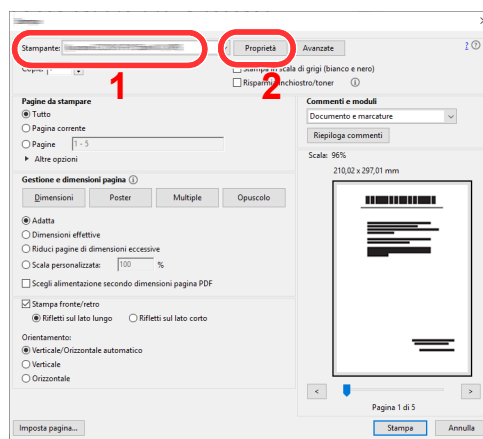 Stampante:
Proprietà
Avanzate
?
Copie:
1
2
Stampa in scala di grigi (bianco e nero)
Risparmia inchiostro/toner
Pagine da stampare
Tutto
Pagina corrente
Pagine 1 - 5
Altre opzioni
Commenti e moduli
Documento e marcature
Riepiloga commenti
Scala: 96%
210,02 x 297,01 mm
Gestione e dimensioni pagina
Dimensioni Poster Multiple Opuscolo
Adatta
Dimensioni effettive
Riduci pagine di dimensioni eccessive
Scala personalizzata: 100 %
Scegli alimentazione secondo dimensioni pagina PDF
Stampa fronte/retro
Rifletti sul lato lungo Rifletti sul lato corto
Orientamento:
Verticale/Orizzontale automatico
Verticale
Orizzontale
< >
Pagina 1 di 5
Imposta pagina...
Stampa Annulla